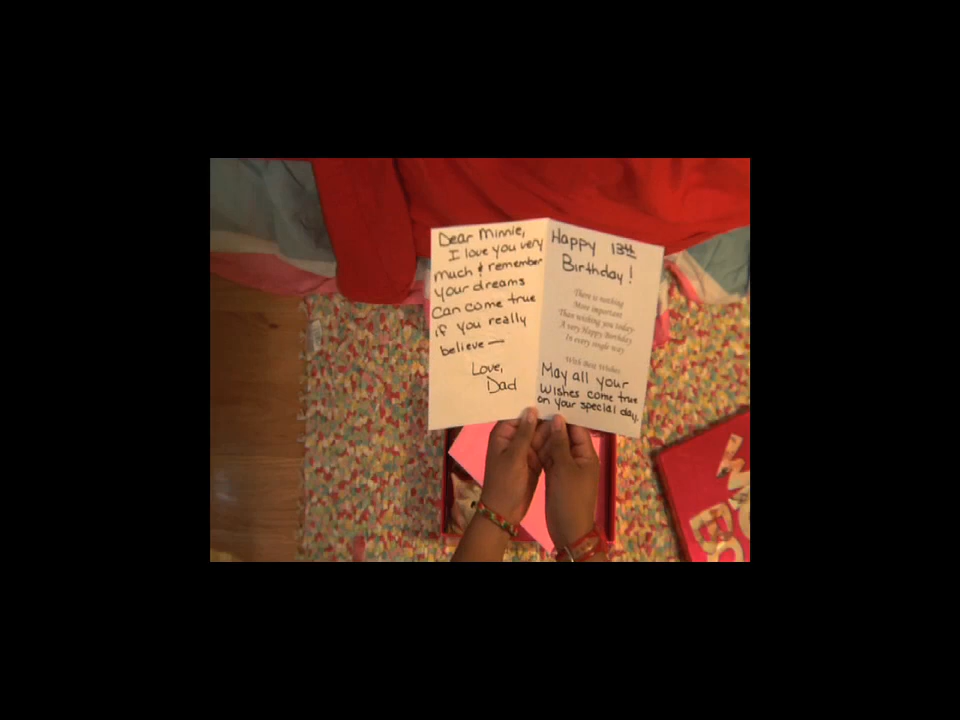 Dear Minnie,
I love you very
much & remember
your dreams
can come true
if you really
believe —
Love,
Dad
Happy 13th
Birthday!
There is nothing
More important
Than wishing you today
A very Happy Birthday
In every single way
With Best Wishes
May all your
wishes come true
on your special day.
W
BO